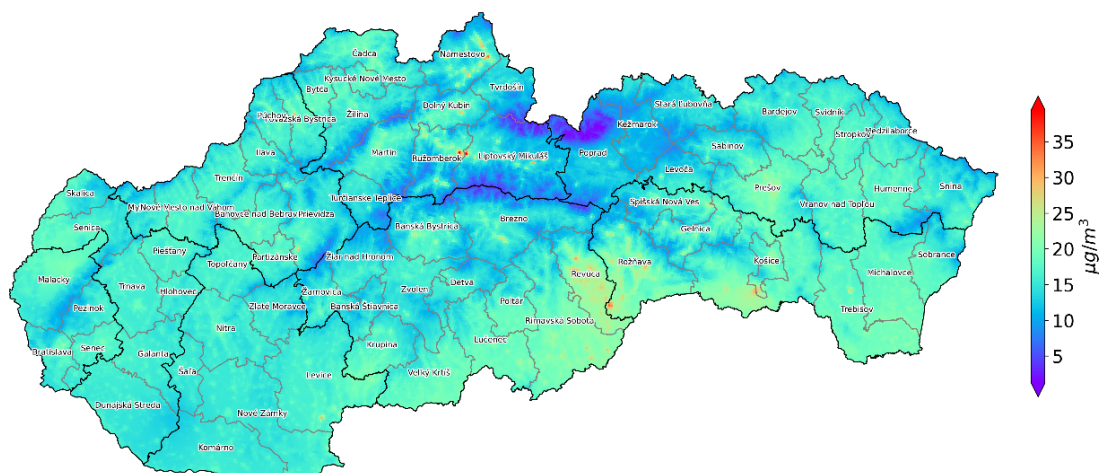 Čadca
Námestovo
Kysucké Nové Mesto
Bytča
Tvrdošín
Dolný Kubín
Stará Ľubovňa
Bardejov
Svidník
Púchov
Považská Bystrica
Žilina
Kežmarok
Stropkov
Medzilaborce
Ilava
Martin
Ružomberok
Liptovský Mikuláš
Poprad
Sabinov
Levoča
Trenčín
Prešov
Humenné
Snina
Skalica
Turčianske Teplice
Spišská Nová Ves
Vranov nad Topľou
Nové Mesto nad Váhom
Bánovce nad Bebravou
Prievidza
Senica
Banská Bystrica
Brezno
Gelnica
Piešťany
Topoľčany
Partizánske
Žiar nad Hronom
Rožňava
Košice
Sobrance
Malacky
Trnava
Hlohovec
Revúca
Michalovce
Zvolen
Detva
Žarnovica
Banská Štiavnica
Zlaté Moravce
Poltár
Pezinok
Nitra
Rimavská Sobota
Trebišov
Krupina
Lučenec
Bratislava
Senec
Galanta
Šaľa
Levice
Veľký Krtíš
Dunajská Streda
Nové Zámky
Komárno
35
30
25
20
15
10
5
μg/m³